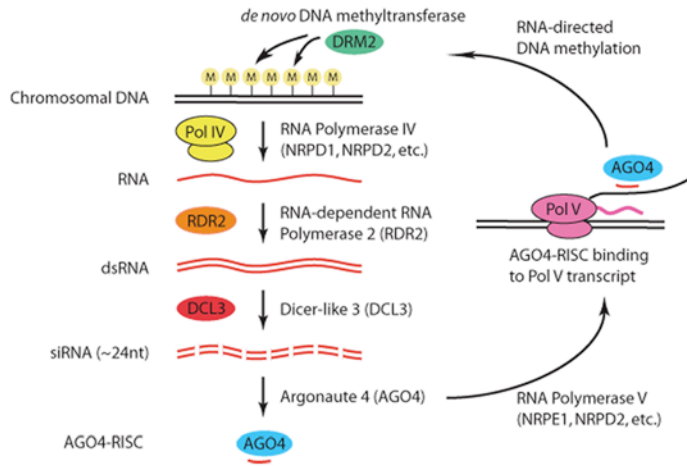 de novo DNA methyltransferase
DRM2
M M M M M M M
Chromosomal DNA
Pol IV
RNA Polymerase IV
(NRPD1, NRPD2, etc.)
RNA
RDR2
RNA-dependent RNA
Polymerase 2 (RDR2)
dsRNA
DCL3
Dicer-like 3 (DCL3)
siRNA (~24nt)
Argonaute 4 (AGO4)
AGO4-RISC
AGO4
RNA-directed
DNA methylation
AGO4
Pol V
AGO4-RISC binding
to Pol V transcript
RNA Polymerase V
(NRPE1, NRPD2, etc.)